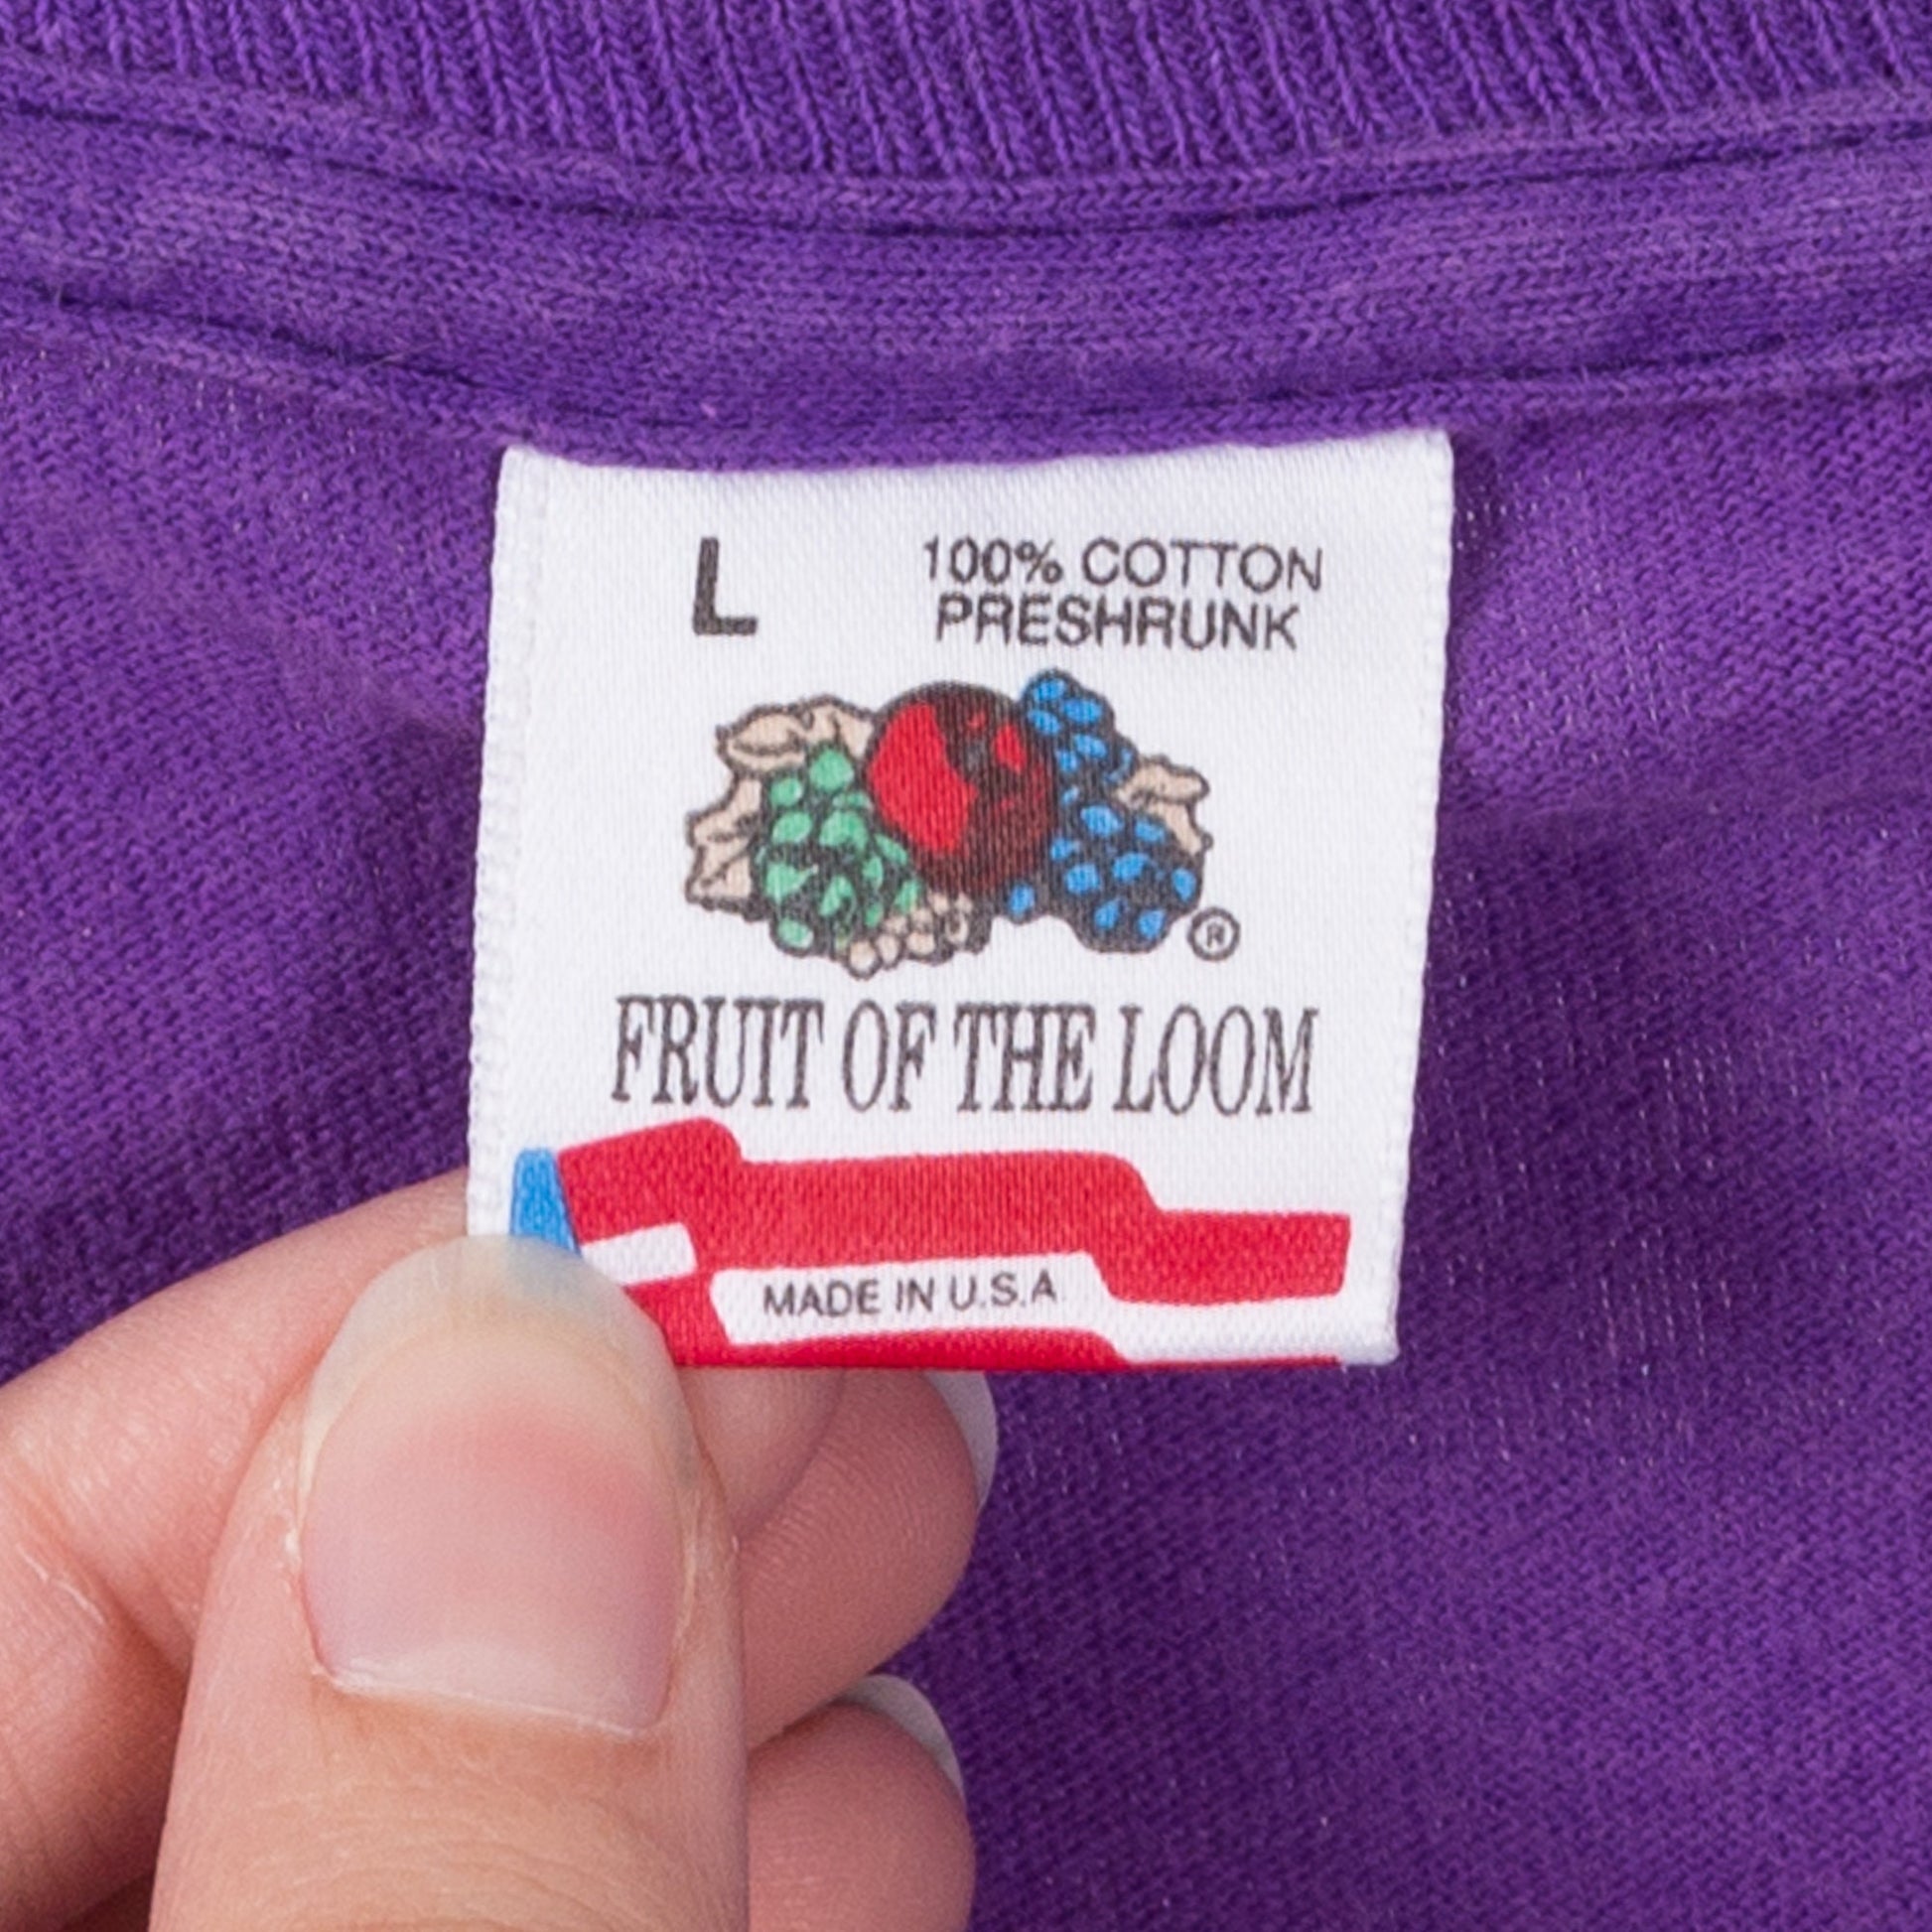 L
100% COTTON
PRESHRUNK
®
FRUIT OF THE LOOM
MADE IN U.S.A